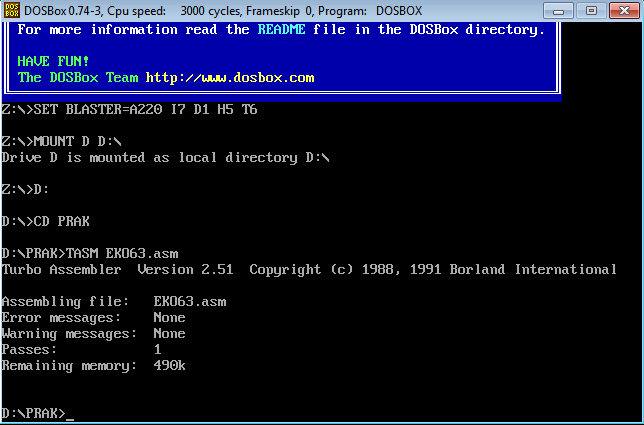 DOSBox 0.74-3, Cpu speed: 3000 cycles, Frameskip 0, Program: DOSBOX
For more information read the README file in the DOSBox directory.
HAVE FUN!
The DOSBox Team http://www.dosbox.com
Z:\>SET BLASTER=A220 I7 D1 H5 T6
Z:\>MOUNT D D:\
Drive D is mounted as local directory D:\
Z:\>D:
D:\>CD PRAK
D:\PRAK>TASM EKO63.asm
Turbo Assembler  Version 2.51  Copyright (c) 1988, 1991 Borland International
Assembling file:   EKO63.asm
Error messages:    None
Warning messages:  None
Passes:            1
Remaining memory:  490k
D:\PRAK>_